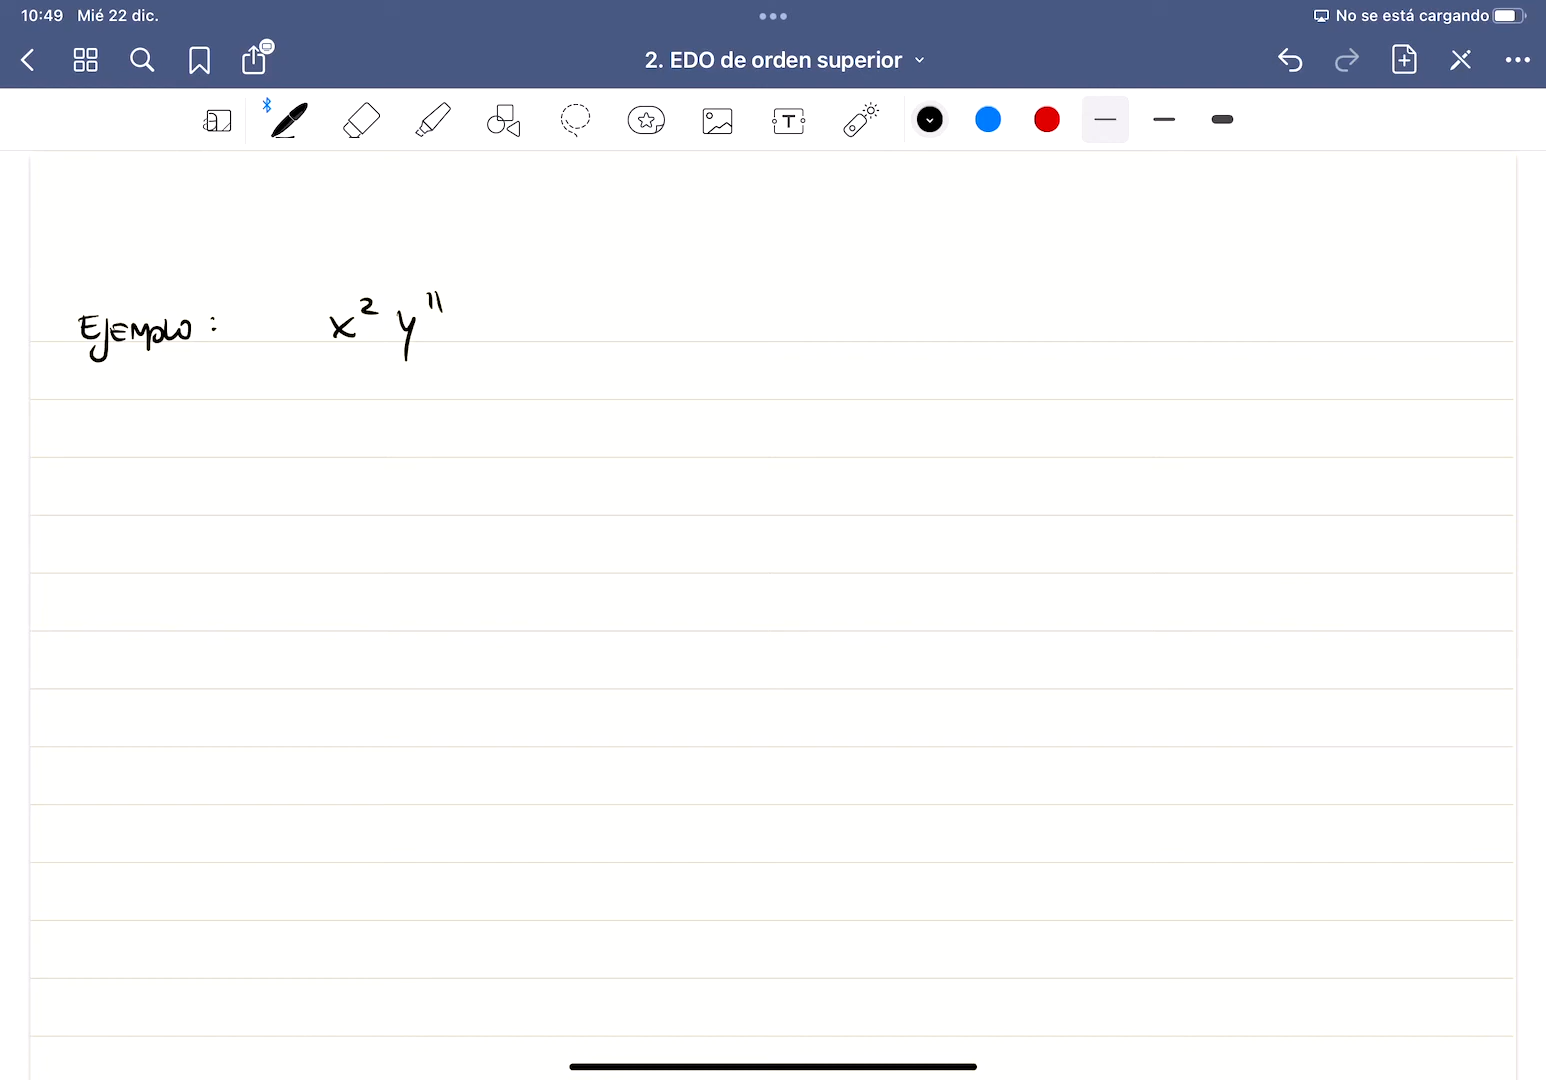 10:49 Mié 22 dic. No se está cargando
2. EDO de orden superior
T
EJEMPLO : x² y''